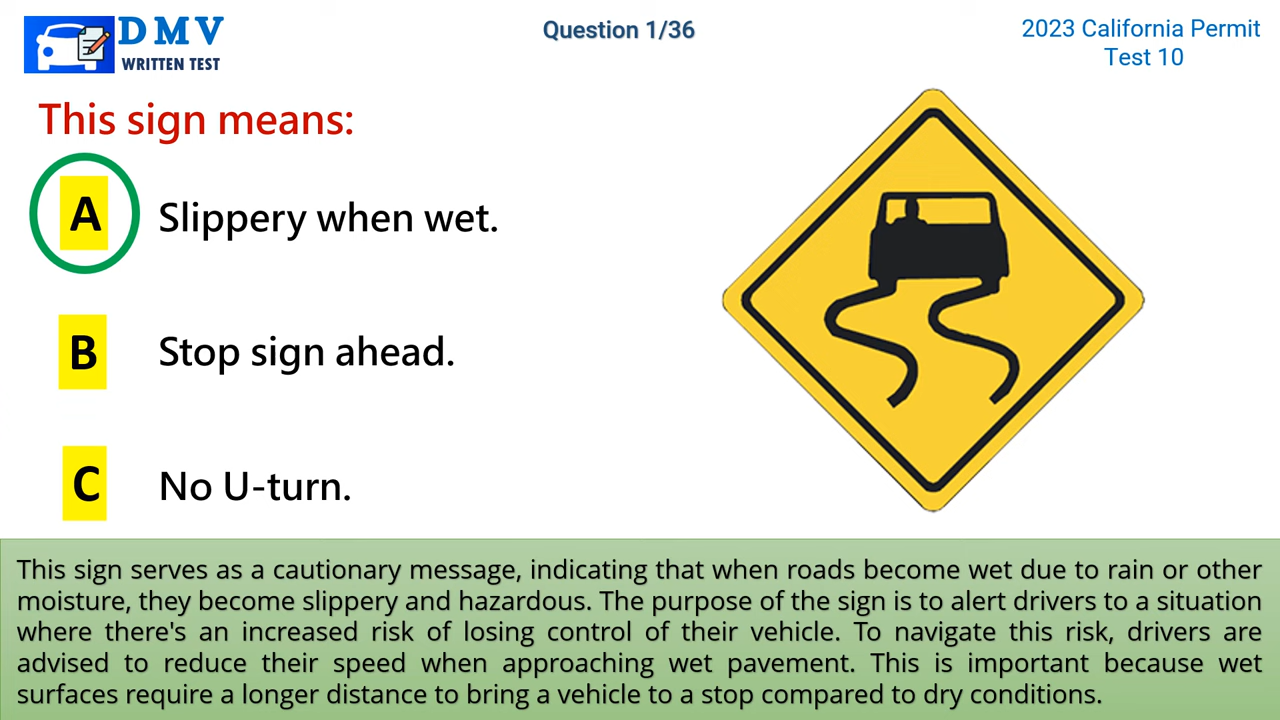 DMV
WRITTEN TEST
Question 1/36
2023 California Permit
Test 10
This sign means:
A Slippery when wet.
B Stop sign ahead.
C No U-turn.
This sign serves as a cautionary message, indicating that when roads become wet due to rain or other
moisture, they become slippery and hazardous. The purpose of the sign is to alert drivers to a situation
where there's an increased risk of losing control of their vehicle. To navigate this risk, drivers are
advised to reduce their speed when approaching wet pavement. This is important because wet
surfaces require a longer distance to bring a vehicle to a stop compared to dry conditions.